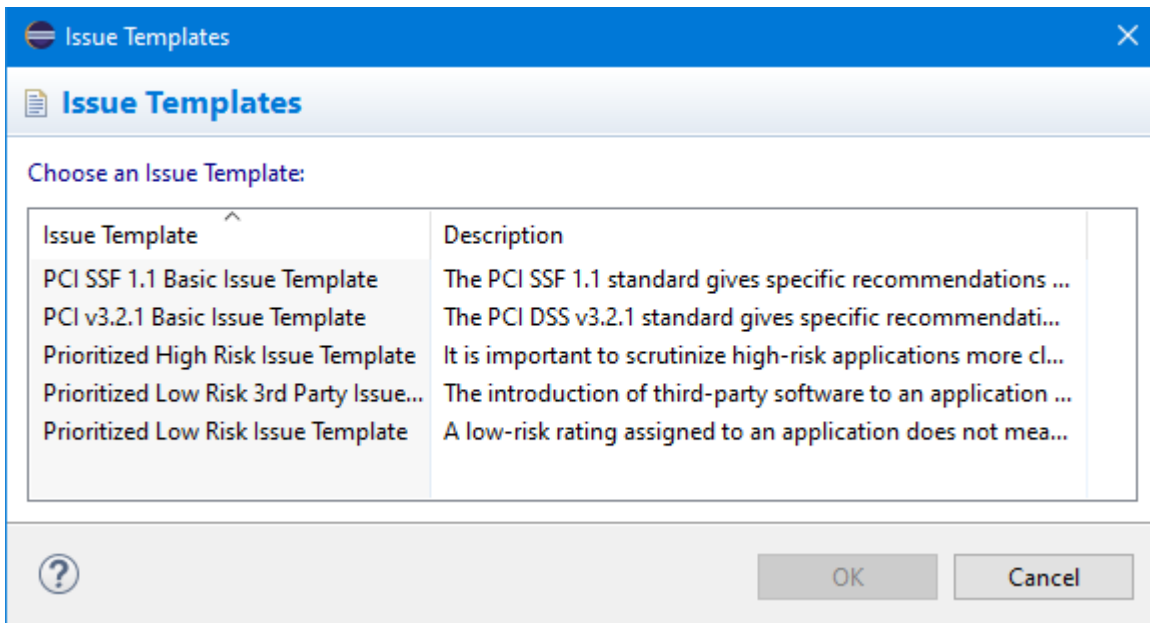 Issue Templates
Issue Templates
Choose an Issue Template:
Issue Template Description
PCI SSF 1.1 Basic Issue Template The PCI SSF 1.1 standard gives specific recommendations ...
PCI v3.2.1 Basic Issue Template The PCI DSS v3.2.1 standard gives specific recommendati...
Prioritized High Risk Issue Template It is important to scrutinize high-risk applications more cl...
Prioritized Low Risk 3rd Party Issue... The introduction of third-party software to an application ...
Prioritized Low Risk Issue Template A low-risk rating assigned to an application does not mea...
? OK Cancel